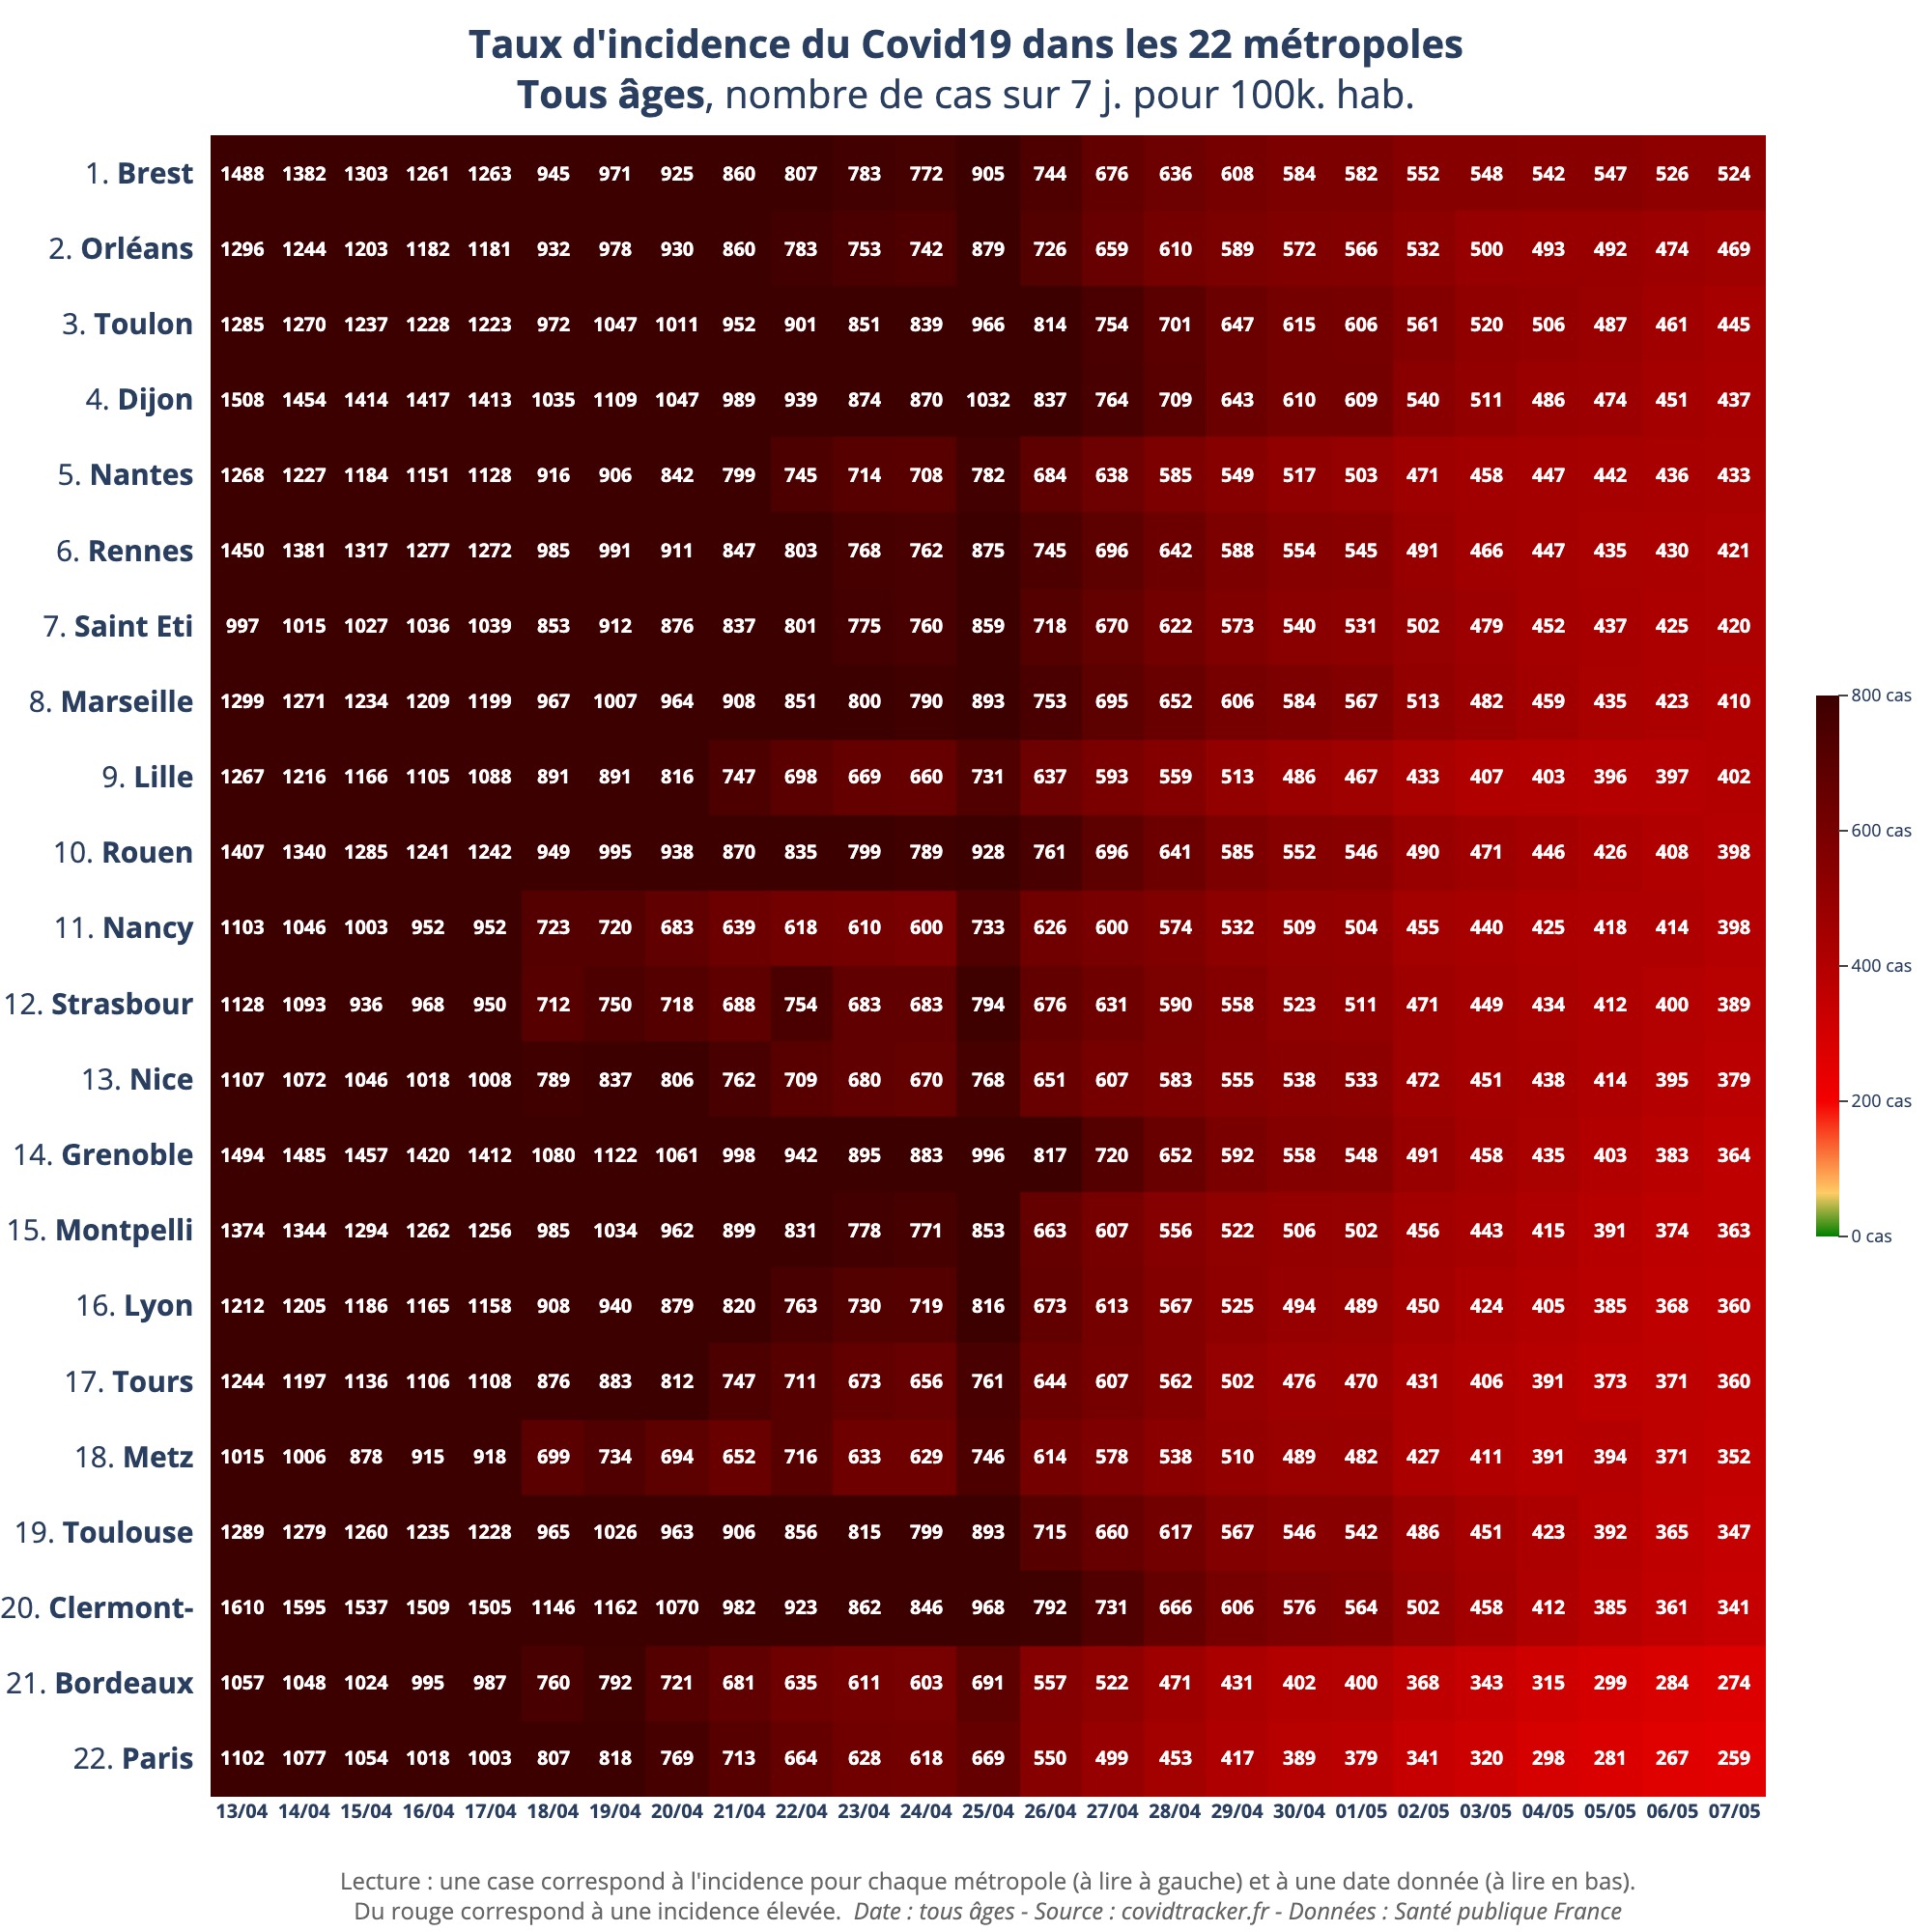 Taux d'incidence du Covid19 dans les 22 métropoles
Tous âges, nombre de cas sur 7 j. pour 100k. hab.
1. Brest 1488 1382 1303 1261 1263 945 971 925 860 807 783 772 905 744 676 636 608 584 582 552 548 542 547 526 524
2. Orléans 1296 1244 1203 1182 1181 932 978 930 860 783 753 742 879 726 659 610 589 572 566 532 500 493 492 474 469
3. Toulon 1285 1270 1237 1228 1223 972 1047 1011 952 901 851 839 966 814 754 701 647 615 606 561 520 506 487 461 445
4. Dijon 1508 1454 1414 1417 1413 1035 1109 1047 989 939 874 870 1032 837 764 709 643 610 609 540 511 486 474 451 437
5. Nantes 1268 1227 1184 1151 1128 916 906 842 799 745 714 708 782 684 638 585 549 517 503 471 458 447 442 436 433
6. Rennes 1450 1381 1317 1277 1272 985 991 911 847 803 768 762 875 745 696 642 588 554 545 491 466 447 435 430 421
7. Saint Eti 997 1015 1027 1036 1039 853 912 876 837 801 775 760 859 718 670 622 573 540 531 502 479 452 437 425 420
8. Marseille 1299 1271 1234 1209 1199 967 1007 964 908 851 800 790 893 753 695 652 606 584 567 513 482 459 435 423 410
9. Lille 1267 1216 1166 1105 1088 891 891 816 747 698 669 660 731 637 593 559 513 486 467 433 407 403 396 397 402
10. Rouen 1407 1340 1285 1241 1242 949 995 938 870 835 799 789 928 761 696 641 585 552 546 490 471 446 426 408 398
11. Nancy 1103 1046 1003 952 952 723 720 683 639 618 610 600 733 626 600 574 532 509 504 455 440 425 418 414 398
12. Strasbour 1128 1093 936 968 950 712 750 718 688 754 683 683 794 676 631 590 558 523 511 471 449 434 412 400 389
13. Nice 1107 1072 1046 1018 1008 789 837 806 762 709 680 670 768 651 607 583 555 538 533 472 451 438 414 395 379
14. Grenoble 1494 1485 1457 1420 1412 1080 1122 1061 998 942 895 883 996 817 720 652 592 558 548 491 458 435 403 383 364
15. Montpelli 1374 1344 1294 1262 1256 985 1034 962 899 831 778 771 853 663 607 556 522 506 502 456 443 415 391 374 363
16. Lyon 1212 1205 1186 1165 1158 908 940 879 820 763 730 719 816 673 613 567 525 494 489 450 424 405 385 368 360
17. Tours 1244 1197 1136 1106 1108 876 883 812 747 711 673 656 761 644 607 562 502 476 470 431 406 391 373 371 360
18. Metz 1015 1006 878 915 918 699 734 694 652 716 633 629 746 614 578 538 510 489 482 427 411 391 394 371 352
19. Toulouse 1289 1279 1260 1235 1228 965 1026 963 906 856 815 799 893 715 660 617 567 546 542 486 451 423 392 365 347
20. Clermont- 1610 1595 1537 1509 1505 1146 1162 1070 982 923 862 846 968 792 731 666 606 576 564 502 458 412 385 361 341
21. Bordeaux 1057 1048 1024 995 987 760 792 721 681 635 611 603 691 557 522 471 431 402 400 368 343 315 299 284 274
22. Paris 1102 1077 1054 1018 1003 807 818 769 713 664 628 618 669 550 499 453 417 389 379 341 320 298 281 267 259
13/04 14/04 15/04 16/04 17/04 18/04 19/04 20/04 21/04 22/04 23/04 24/04 25/04 26/04 27/04 28/04 29/04 30/04 01/05 02/05 03/05 04/05 05/05 06/05 07/05
800 cas
600 cas
400 cas
200 cas
0 cas
Lecture : une case correspond à l'incidence pour chaque métropole (à lire à gauche) et à une date donnée (à lire en bas).
Du rouge correspond à une incidence élevée. Date : tous âges - Source : covidtracker.fr - Données : Santé publique France